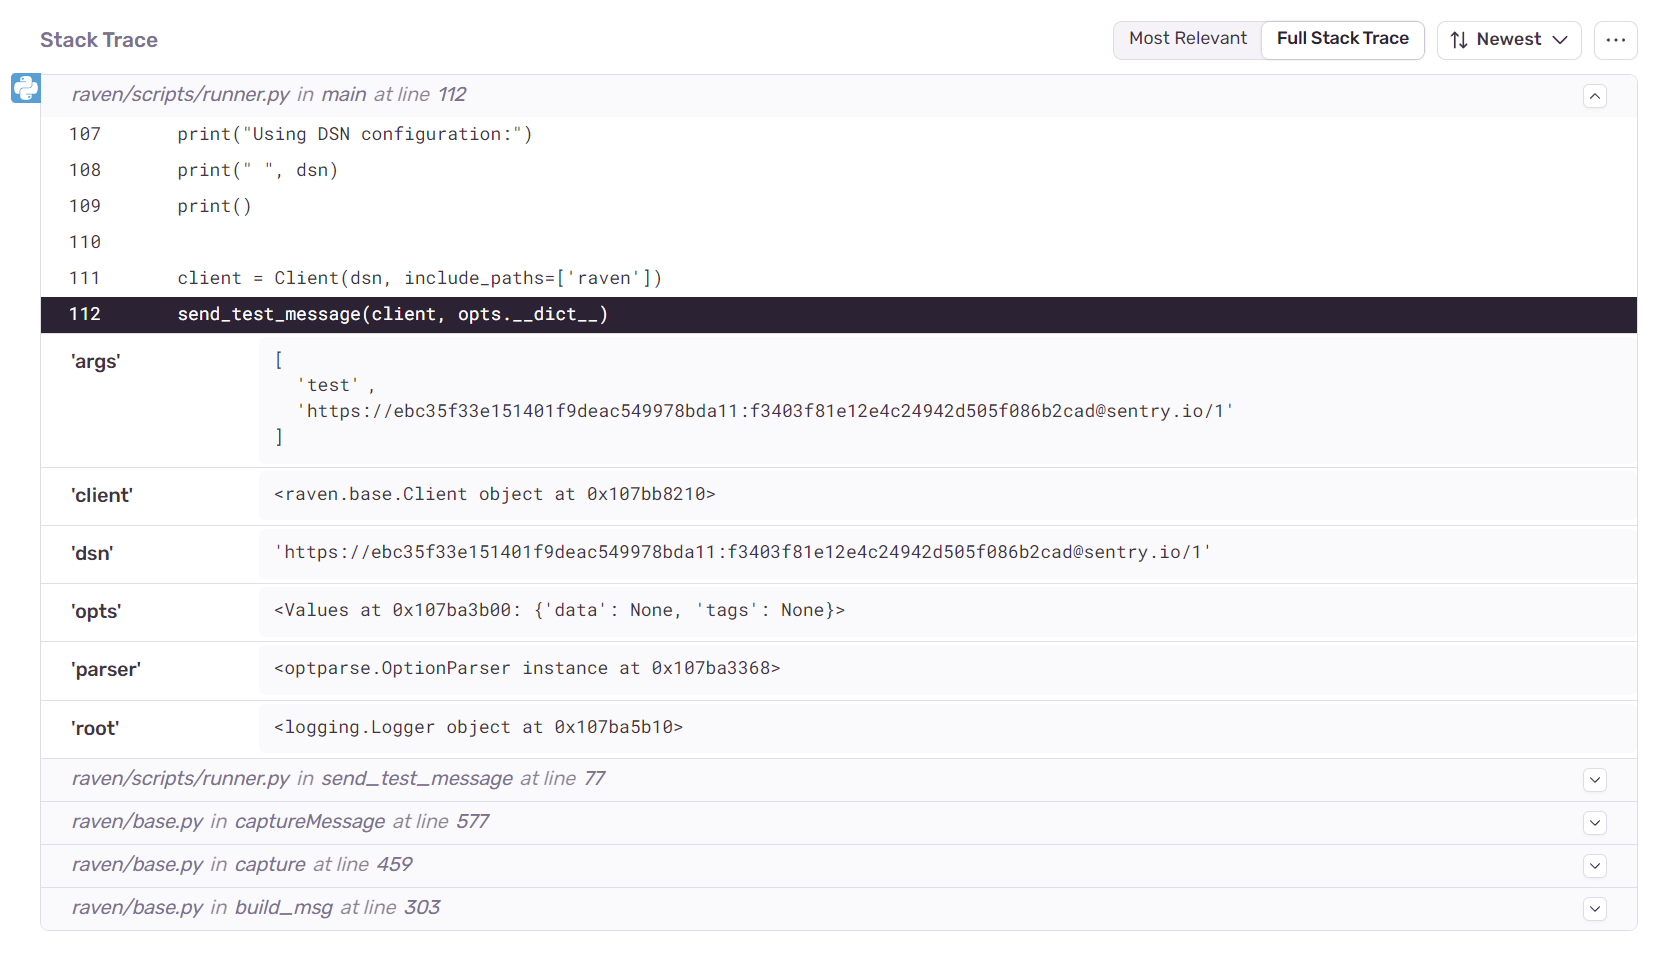 Stack Trace
Most Relevant
Full Stack Trace
Newest
raven/scripts/runner.py in main at line 112
107 print("Using DSN configuration:")
108 print(" ", dsn)
109 print()
110
111 client = Client(dsn, include_paths=['raven'])
112 send_test_message(client, opts.__dict__)
'args' [
'test' ,
'https://ebc35f33e151401f9deac549978bda11:f3403f81e12e4c24942d505f086b2cad@sentry.io/1'
]
'client' <raven.base.Client object at 0x107bb8210>
'dsn' 'https://ebc35f33e151401f9deac549978bda11:f3403f81e12e4c24942d505f086b2cad@sentry.io/1'
'opts' <Values at 0x107ba3b00: {'data': None, 'tags': None}>
'parser' <optparse.OptionParser instance at 0x107ba3368>
'root' <logging.Logger object at 0x107ba5b10>
raven/scripts/runner.py in send_test_message at line 77
raven/base.py in captureMessage at line 577
raven/base.py in capture at line 459
raven/base.py in build_msg at line 303